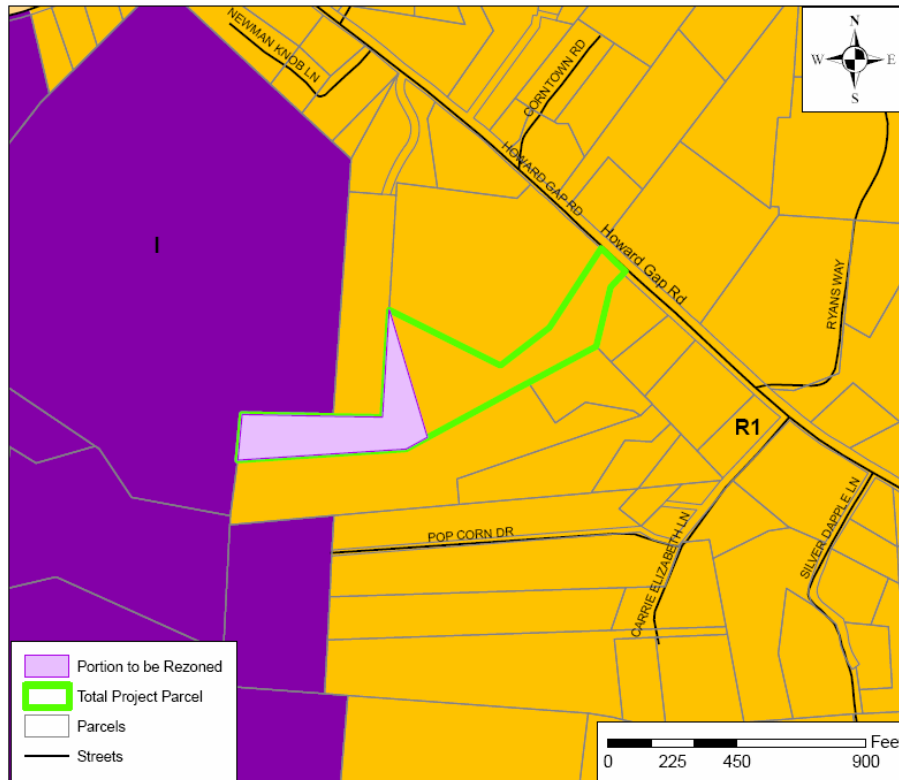 NEWMAN KNOB LN
CORNTOWN RD
N
W E
S
HOWARD GAP RD
Howard Gap Rd
RYANS WAY
I
R1
POP CORN DR
CARRIE ELIZABETH LN
SILVER DAPPLE LN
Portion to be Rezoned
Total Project Parcel
Parcels
Streets
Fee
0 225 450 900